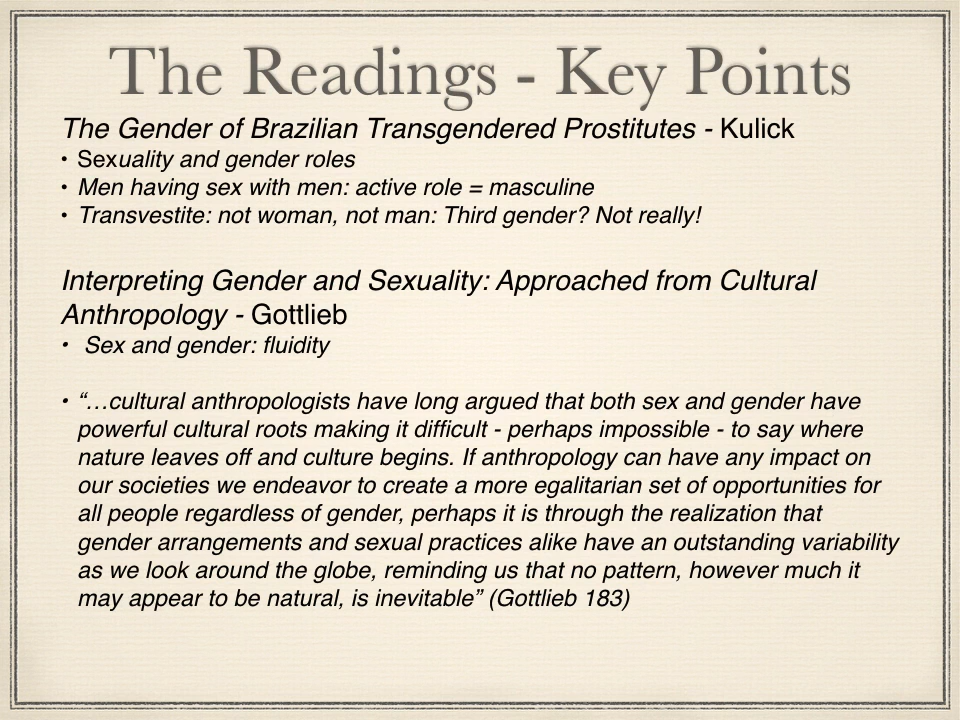 The Readings - Key Points
The Gender of Brazilian Transgendered Prostitutes - Kulick
• Sexuality and gender roles
• Men having sex with men: active role = masculine
• Transvestite: not woman, not man: Third gender? Not really!
Interpreting Gender and Sexuality: Approached from Cultural
Anthropology - Gottlieb
• Sex and gender: fluidity
• “…cultural anthropologists have long argued that both sex and gender have
powerful cultural roots making it difficult - perhaps impossible - to say where
nature leaves off and culture begins. If anthropology can have any impact on
our societies we endeavor to create a more egalitarian set of opportunities for
all people regardless of gender, perhaps it is through the realization that
gender arrangements and sexual practices alike have an outstanding variability
as we look around the globe, reminding us that no pattern, however much it
may appear to be natural, is inevitable” (Gottlieb 183)